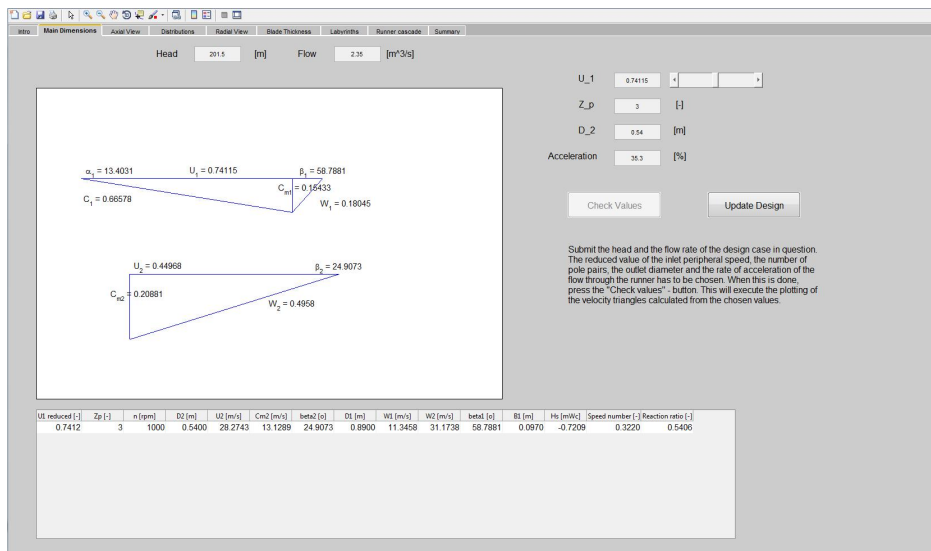 Intro Main Dimensions Axial View Distributions Radial View Blade Thickness Labyrinths Runner cascade Summary
Head 201.5 [m] Flow 2.35 [m^3/s]
U_1 0.74115
Z_p 3 [-]
D_2 0.54 [m]
Acceleration 35.3 [%]
α1 = 13.4031 U1 = 0.74115 β1 = 58.7881
Cm1 = 0.15433
C1 = 0.66578
W1 = 0.18045
Check Values Update Design
Submit the head and the flow rate of the design case in question.
The reduced value of the inlet peripheral speed, the number of
pole pairs, the outlet diameter and the rate of acceleration of the
flow through the runner has to be chosen. When this is done,
press the "Check values" - button. This will execute the plotting of
the velocity triangles calculated from the chosen values.
U2 = 0.44968 β2 = 24.9073
Cm2 = 0.20881
W2 = 0.4958
U1 reduced [-] Zp [-] n [rpm] D2 [m] U2 [m/s] Cm2 [m/s] beta2 [o] D1 [m] W1 [m/s] W2 [m/s] beta1 [o] B1 [m] Hs [mWc] Speed number [-] Reaction ratio [-]
0.7412 3 1000 0.5400 28.2743 13.1289 24.9073 0.8900 11.3458 31.1738 58.7881 0.0970 -0.7209 0.3220 0.5406